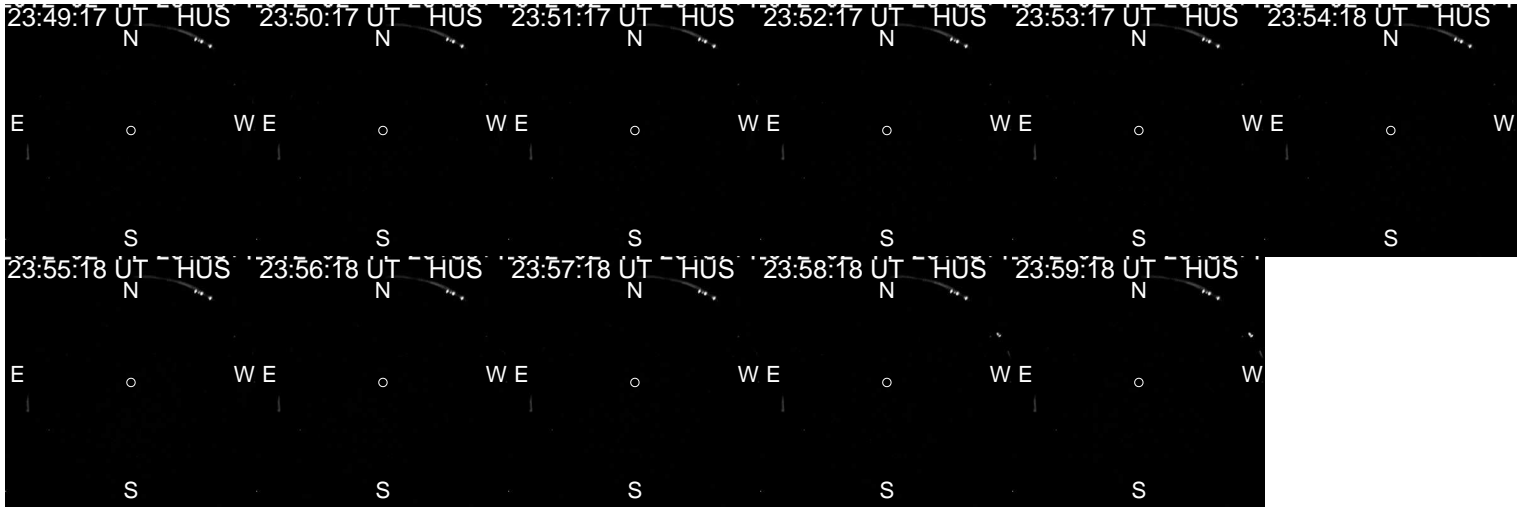 23:49:17 UT HUS 23:50:17 UT HUS 23:51:17 UT HUS 23:52:17 UT HUS 23:53:17 UT HUS 23:54:18 UT HUS
N N N N N N
E W E W E W E W E W E W
S S S S S S
23:55:18 UT HUS 23:56:18 UT HUS 23:57:18 UT HUS 23:58:18 UT HUS 23:59:18 UT HUS
N N N N N
E W E W E W E W E W
S S S S S